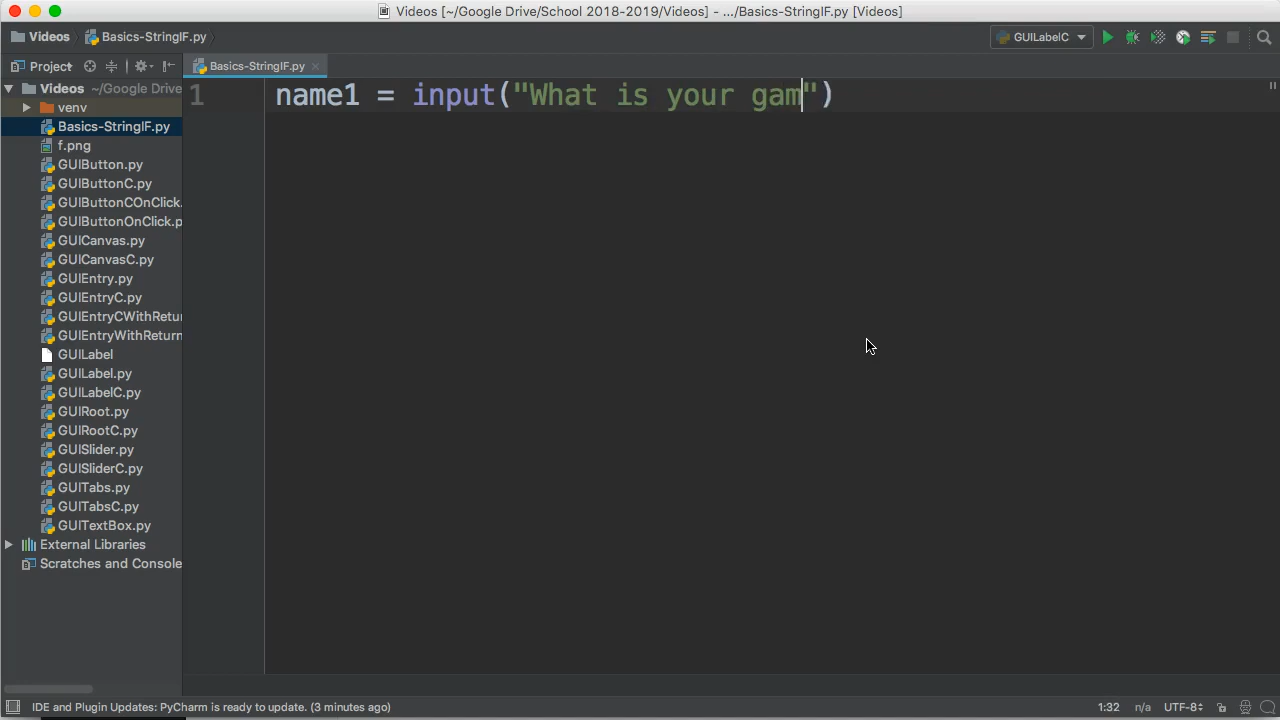 Videos [~/Google Drive/School 2018-2019/Videos] - .../Basics-StringIF.py [Videos]
Videos Basics-StringIF.py GUILabelC
Project Basics-StringIF.py
Videos ~/Google Drive
1 name1 = input("What is your gam")
venv
Basics-StringIF.py
f.png
GUIButton.py
GUIButtonC.py
GUIButtonCOnClick.
GUIButtonOnClick.p
GUICanvas.py
GUICanvasC.py
GUIEntry.py
GUIEntryC.py
GUIEntryCWithRetur
GUIEntryWithReturn
GUILabel
GUILabel.py
GUILabelC.py
GUIRoot.py
GUIRootC.py
GUISlider.py
GUISliderC.py
GUITabs.py
GUITabsC.py
GUITextBox.py
External Libraries
Scratches and Console
IDE and Plugin Updates: PyCharm is ready to update. (3 minutes ago) 1:32 n/a UTF-8